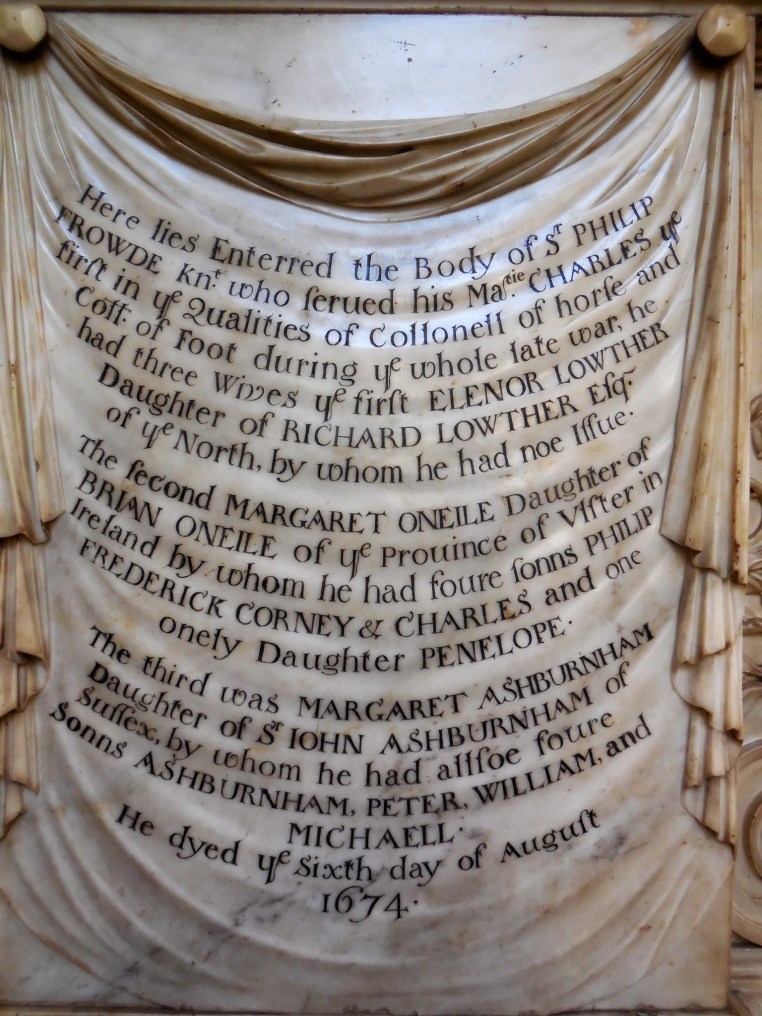 Here lies Enterred the Body of Sr PHILIP
FROWDE Knt. who ſerued his Maſtie. CHARLES ye
firſt in ye Qualities of Collonell of horſe and
Coll: of Foot during ye whole late war, he
had three Wives ye firſt ELENOR LOWTHER
Daughter of RICHARD LOWTHER Eſq:
of ye North, by whom he had noe Iſſue.
The ſecond MARGARET ONEILE Daughter of
BRIAN ONEILE of ye Prouince of Vlſter in
Ireland by whom he had foure ſonns PHILIP
FREDERICK CORNEY & CHARLES and one
onely Daughter PENELOPE.
The third was MARGARET ASHBURNHAM
Daughter of Sr IOHN ASHBURNHAM of
Suſſex, by whom he had allſoe foure
Sonns ASHBURNHAM, PETER, WILLIAM, and
MICHAELL.
He dyed ye Sixth day of Auguſt
1674.